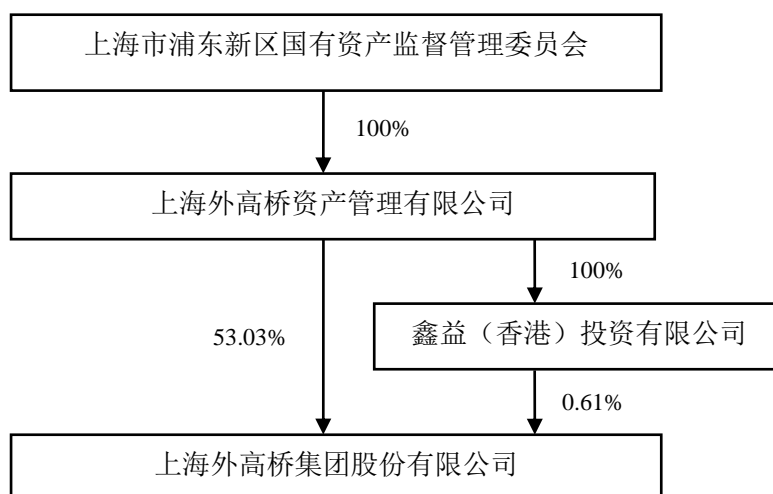 上海市浦东新区国有资产监督管理委员会
100%
上海外高桥资产管理有限公司
100%
53.03%
鑫益（香港）投资有限公司
0.61%
上海外高桥集团股份有限公司